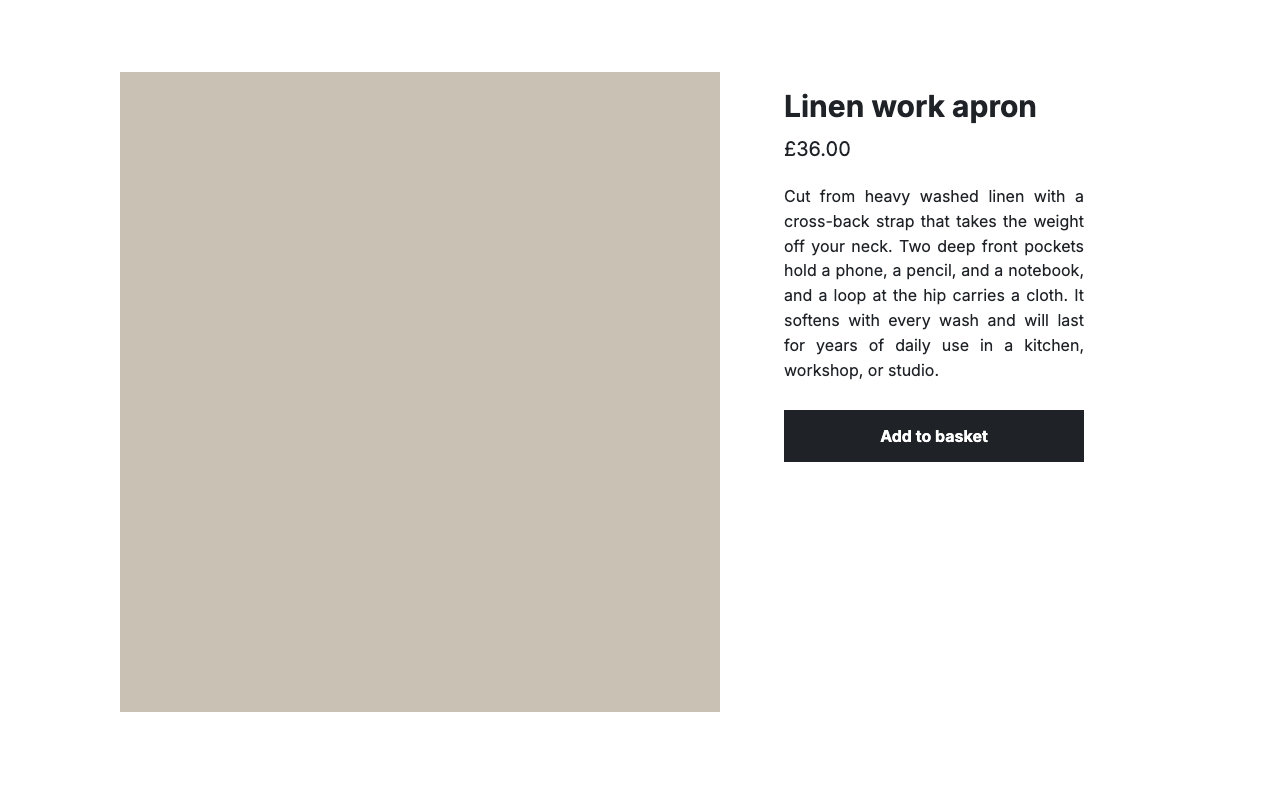 Linen work apron
£36.00
Cut from heavy washed linen with a
cross-back strap that takes the weight
off your neck. Two deep front pockets
hold a phone, a pencil, and a notebook,
and a loop at the hip carries a cloth. It
softens with every wash and will last
for years of daily use in a kitchen,
workshop, or studio.
Add to basket